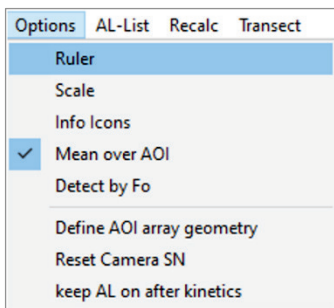 Options AL-List Recalc Transect
Ruler
Scale
Info Icons
Mean over AOI
Detect by Fo
Define AOI array geometry
Reset Camera SN
keep AL on after kinetics